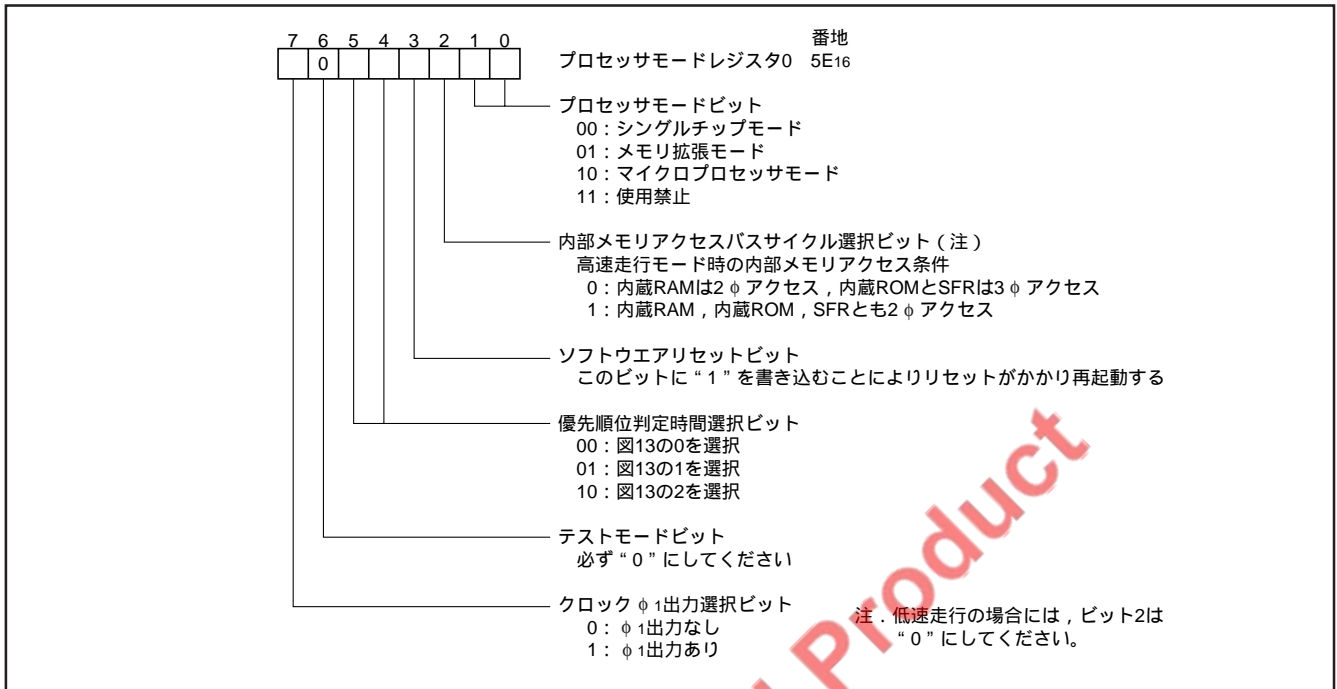 番地
7 6 5 4 3 2 1 0
0
プロセッサモードレジスタ0 5E16
プロセッサモードビット
00：シングルチップモード
01：メモリ拡張モード
10：マイクロプロセッサモード
11：使用禁止
内部メモリアクセスバスサイクル選択ビット（注）
高速走行モード時の内部メモリアクセス条件
0：内蔵RAMは2φアクセス，内蔵ROMとSFRは3φアクセス
1：内蔵RAM，内蔵ROM，SFRとも2φアクセス
ソフトウエアリセットビット
このビットに“1”を書き込むことによりリセットがかかり再起動する
優先順位判定時間選択ビット
00：図13の0を選択
01：図13の1を選択
10：図13の2を選択
テストモードビット
必ず“0”にしてください
クロックφ1出力選択ビット
0：φ1出力なし
1：φ1出力あり
注．低速走行の場合には，ビット2は
“0”にしてください。
Product